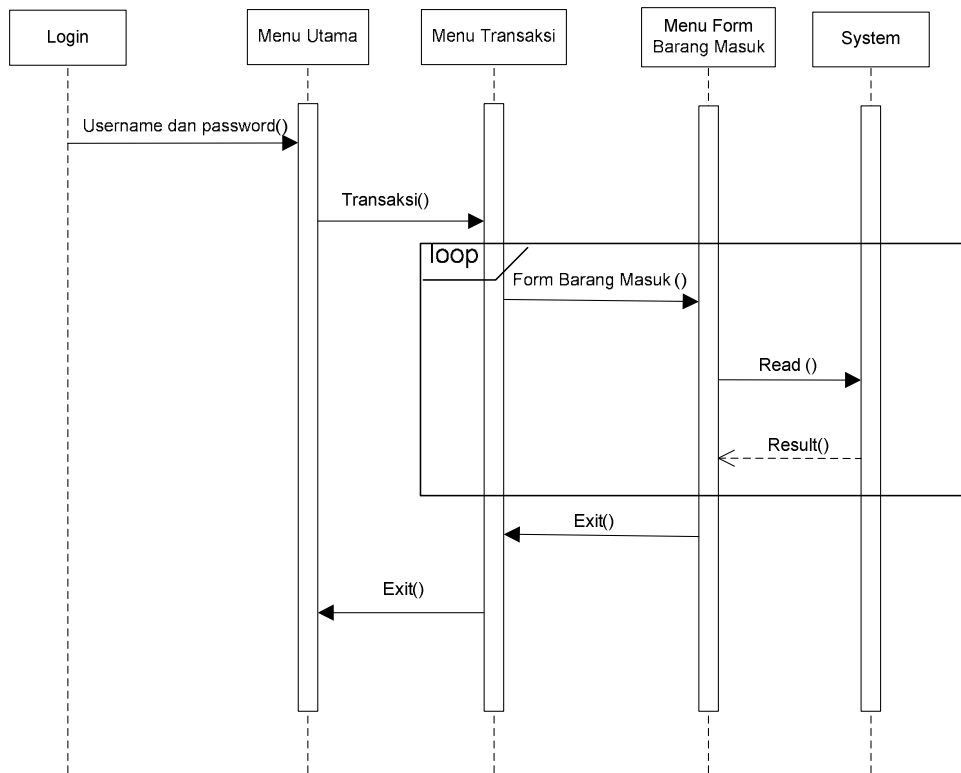 Login
Menu Utama
Menu Transaksi
Menu Form
Barang Masuk
System
Username dan password()
Transaksi()
loop
Form Barang Masuk ()
Read ()
Result()
Exit()
Exit()